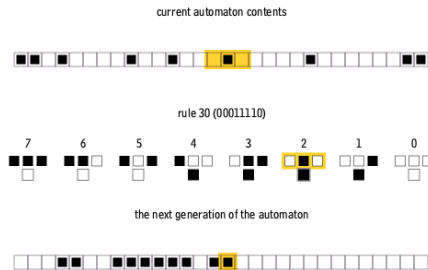 current automaton contents
rule 30 (00011110)
7 6 5 4 3 2 1 0
the next generation of the automaton